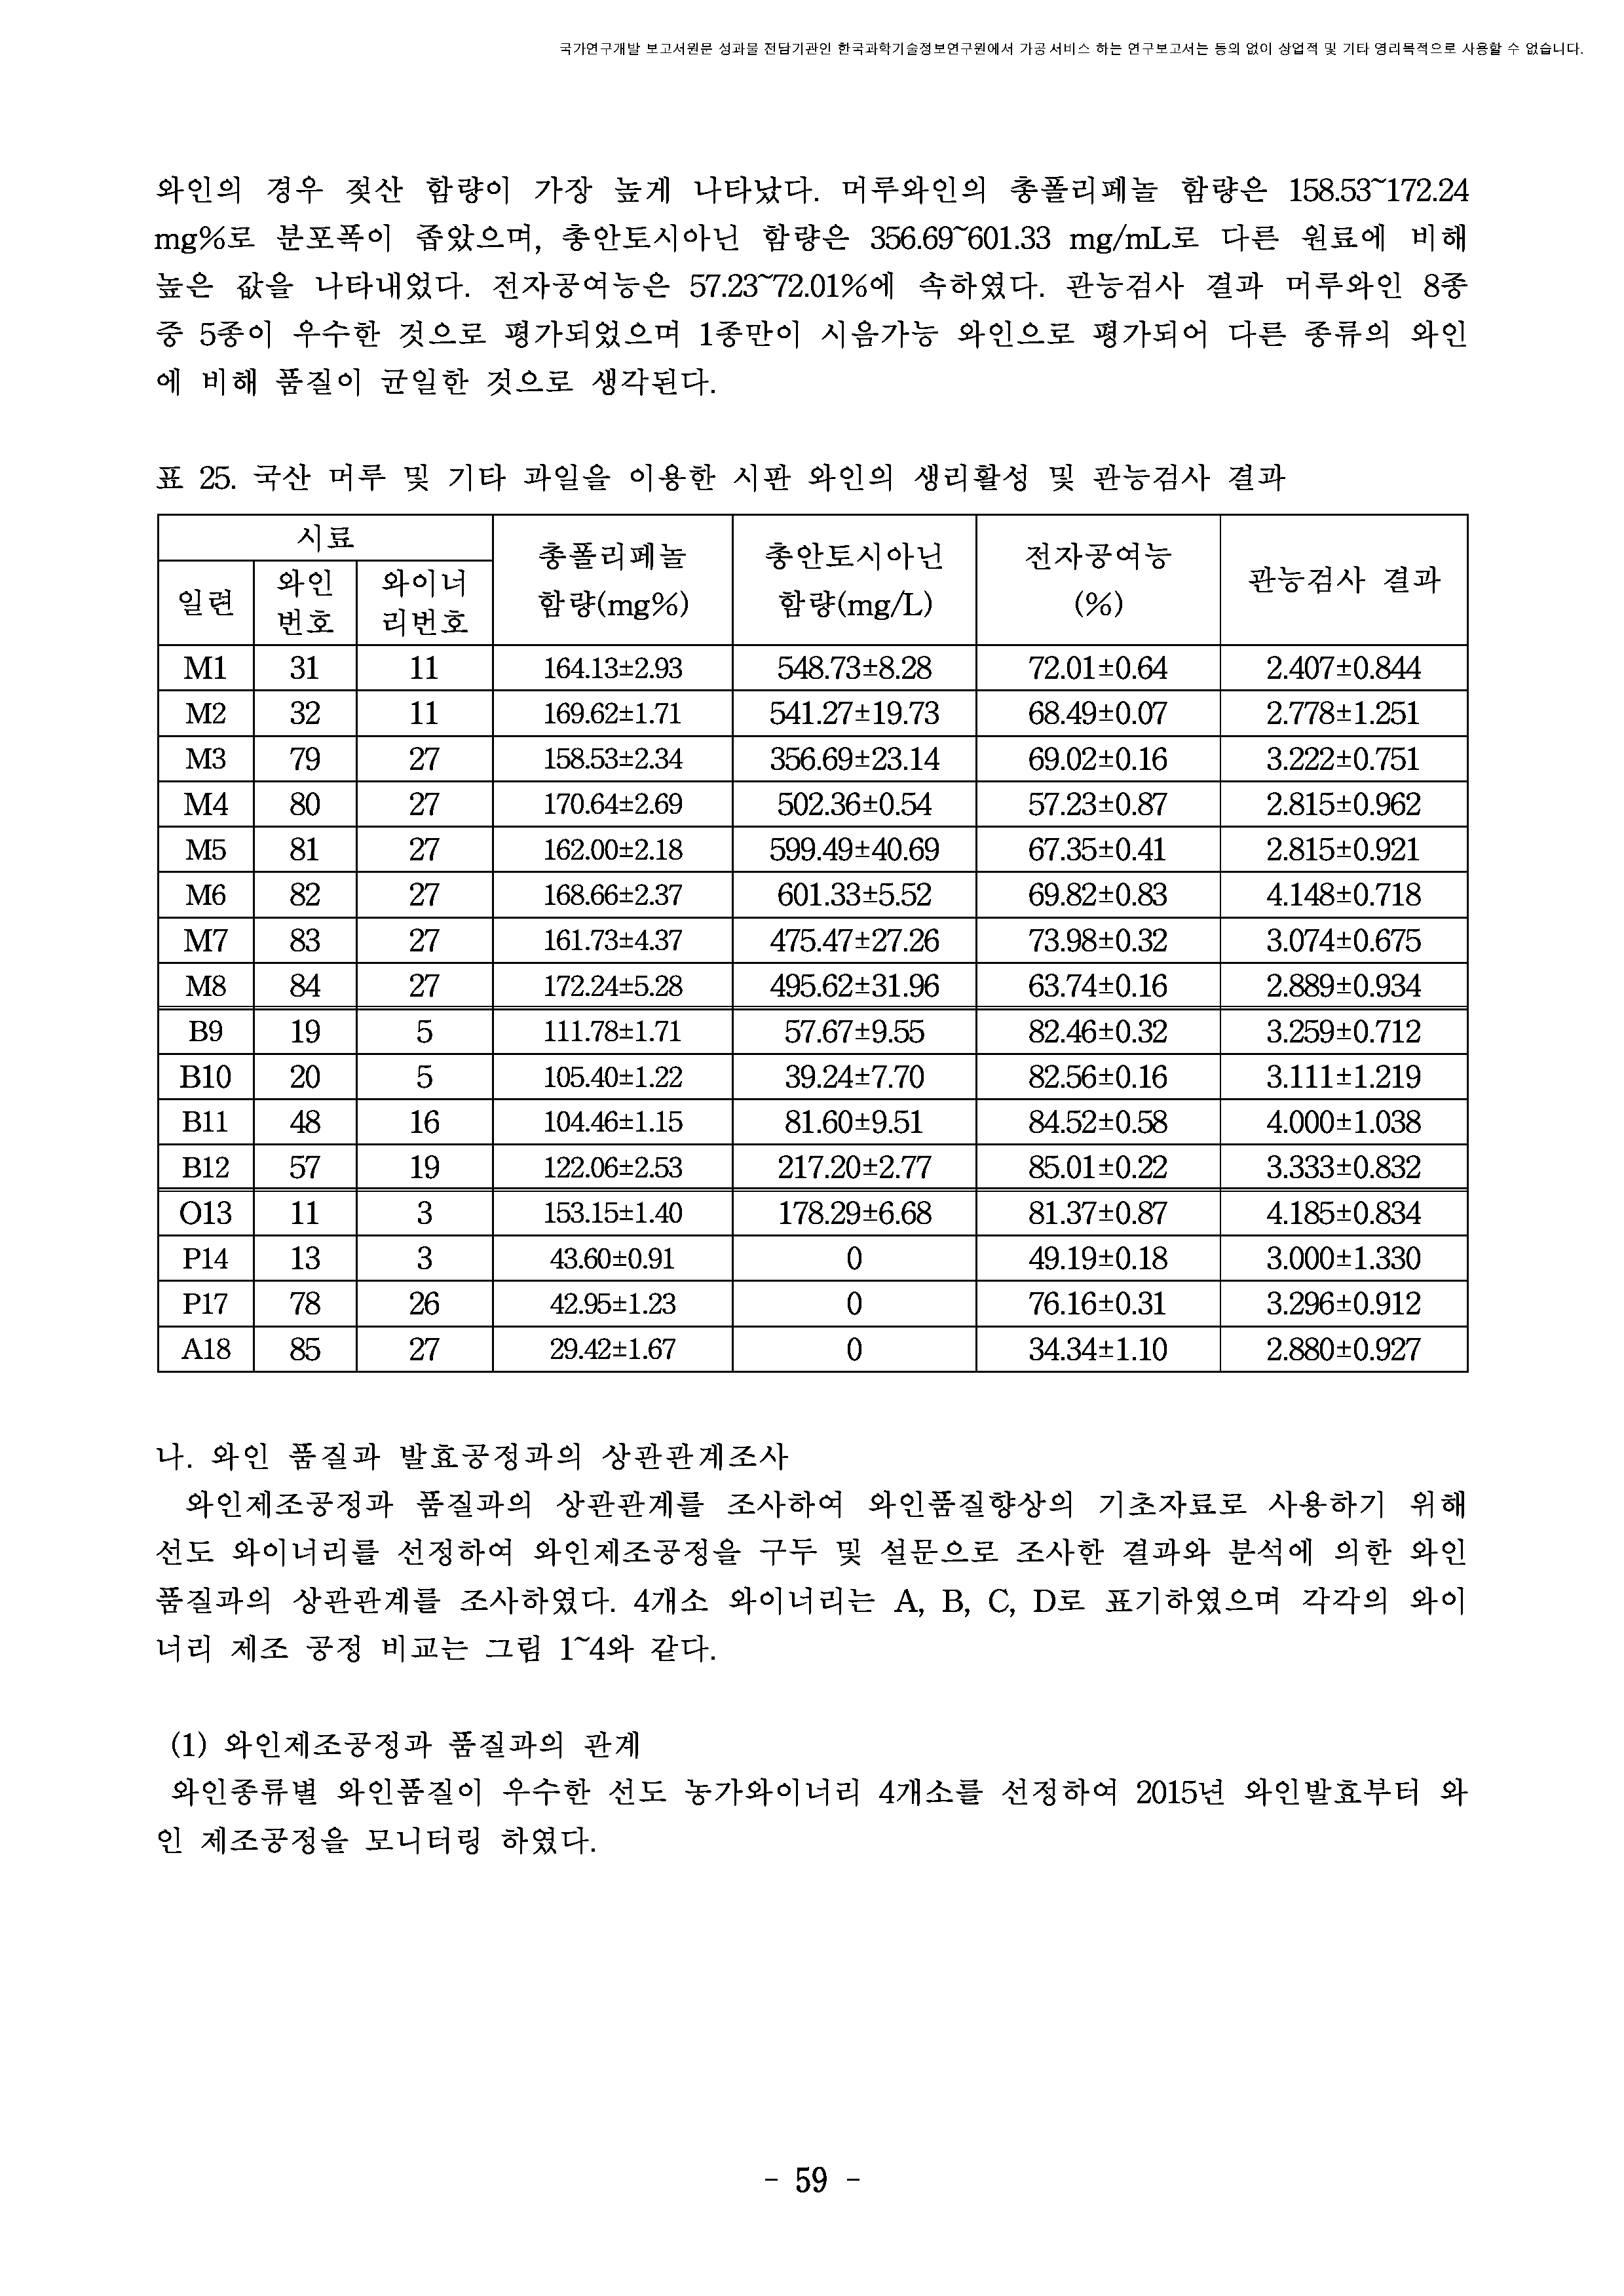 국가연구개발 보고서원문 성과물 전담기관인 한국과학기술정보연구원에서 가공·서비스 하는 연구보고서는 동의 없이 상업적 및 기타 영리목적으로 사용할 수 없습니다.
와인의 경우 젖산 함량이 가장 높게 나타났다. 머루와인의 총폴리페놀 함량은 158.53~172.24
mg%로 분포폭이 좁았으며, 총안토시아닌 함량은 356.69~601.33 mg/mL로 다른 원료에 비해
높은 값을 나타내었다. 전자공여능은 57.23~72.01%에 속하였다. 관능검사 결과 머루와인 8종
중 5종이 우수한 것으로 평가되었으며 1종만이 시음가능 와인으로 평가되어 다른 종류의 와인
에 비해 품질이 균일한 것으로 생각된다.
표 25. 국산 머루 및 기타 과일을 이용한 시판 와인의 생리활성 및 관능검사 결과
시료 총폴리페놀 함량(mg%) 총안토시아닌 함량(mg/L) 전자공여능 (%) 관능검사 결과
일련 와인번호 와이너리번호
M1 31 11 164.13±2.93 548.73±8.28 72.01±0.64 2.407±0.844
M2 32 11 169.62±1.71 541.27±19.73 68.49±0.07 2.778±1.251
M3 79 27 158.53±2.34 356.69±23.14 69.02±0.16 3.222±0.751
M4 80 27 170.64±2.69 502.36±0.54 57.23±0.87 2.815±0.962
M5 81 27 162.00±2.18 599.49±40.69 67.35±0.41 2.815±0.921
M6 82 27 168.66±2.37 601.33±5.52 69.82±0.83 4.148±0.718
M7 83 27 161.73±4.37 475.47±27.26 73.98±0.32 3.074±0.675
M8 84 27 172.24±5.28 495.62±31.96 63.74±0.16 2.889±0.934
B9 19 5 111.78±1.71 57.67±9.55 82.46±0.32 3.259±0.712
B10 20 5 105.40±1.22 39.24±7.70 82.56±0.16 3.111±1.219
B11 48 16 104.46±1.15 81.60±9.51 84.52±0.58 4.000±1.038
B12 57 19 122.06±2.53 217.20±2.77 85.01±0.22 3.333±0.832
O13 11 3 153.15±1.40 178.29±6.68 81.37±0.87 4.185±0.834
P14 13 3 43.60±0.91 0 49.19±0.18 3.000±1.330
P17 78 26 42.95±1.23 0 76.16±0.31 3.296±0.912
A18 85 27 29.42±1.67 0 34.34±1.10 2.880±0.927
나. 와인 품질과 발효공정과의 상관관계조사
와인제조공정과 품질과의 상관관계를 조사하여 와인품질향상의 기초자료로 사용하기 위해
선도 와이너리를 선정하여 와인제조공정을 구두 및 설문으로 조사한 결과와 분석에 의한 와인
품질과의 상관관계를 조사하였다. 4개소 와이너리는 A, B, C, D로 표기하였으며 각각의 와이
너리 제조 공정 비교는 그림 1~4와 같다.
(1) 와인제조공정과 품질과의 관계
와인종류별 와인품질이 우수한 선도 농가와이너리 4개소를 선정하여 2015년 와인발효부터 와
인 제조공정을 모니터링 하였다.
- 59 -